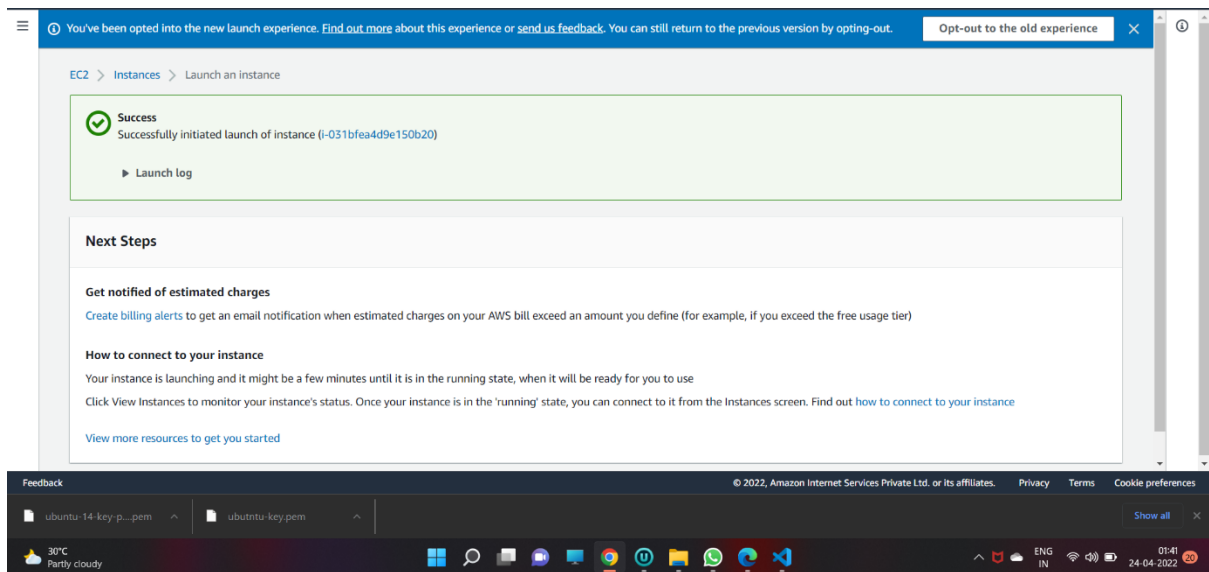 You've been opted into the new launch experience. Find out more about this experience or send us feedback. You can still return to the previous version by opting-out.
Opt-out to the old experience
EC2 > Instances > Launch an instance
Success
Successfully initiated launch of instance (i-031bfea4d9e150b20)
Launch log
Next Steps
Get notified of estimated charges
Create billing alerts to get an email notification when estimated charges on your AWS bill exceed an amount you define (for example, if you exceed the free usage tier)
How to connect to your instance
Your instance is launching and it might be a few minutes until it is in the running state, when it will be ready for you to use
Click View Instances to monitor your instance's status. Once your instance is in the 'running' state, you can connect to it from the Instances screen. Find out how to connect to your instance
View more resources to get you started
Feedback
© 2022, Amazon Internet Services Private Ltd. or its affiliates. Privacy Terms Cookie preferences
ubuntu-14-key-p....pem
ubutntu-key.pem
Show all
30°C
Partly cloudy
ENG
IN
01:41
24-04-2022
20